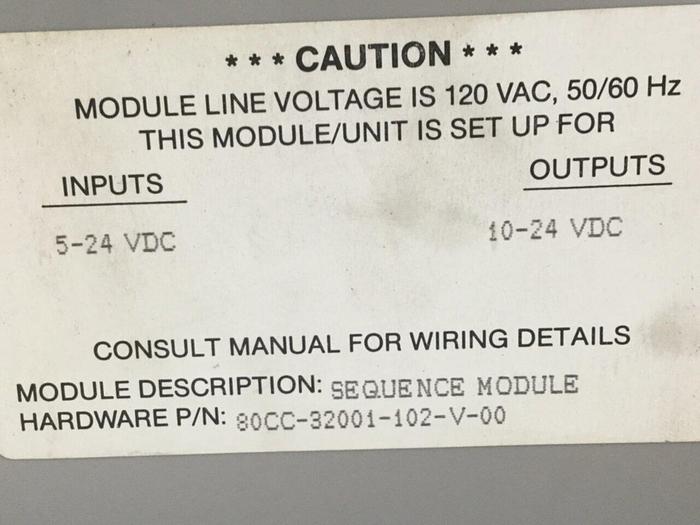 * * * CAUTION * * *
MODULE LINE VOLTAGE IS 120 VAC, 50/60 Hz
THIS MODULE/UNIT IS SET UP FOR
INPUTS OUTPUTS
5-24 VDC 10-24 VDC
CONSULT MANUAL FOR WIRING DETAILS
MODULE DESCRIPTION: SEQUENCE MODULE
HARDWARE P/N: 80CC-32001-102-V-00